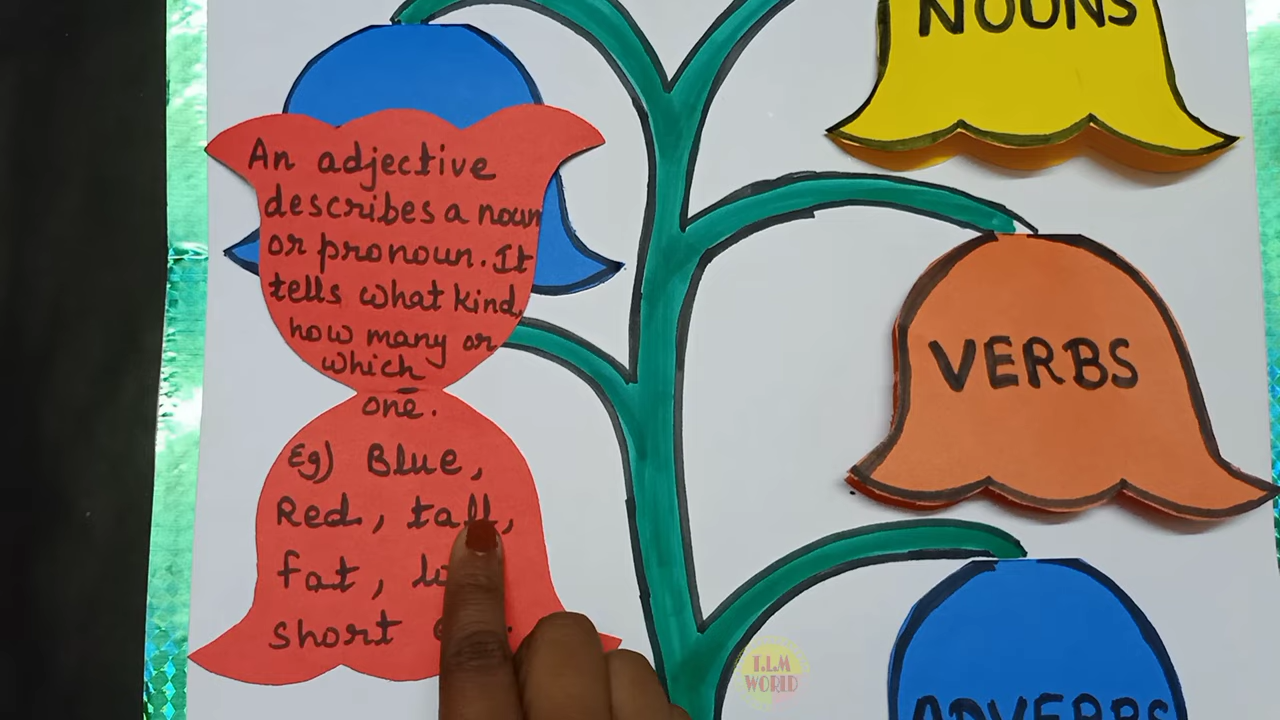 An adjective
describes a noun
or pronoun. It
tells what kind,
how many or
which
one.
Eg) Blue,
Red, tall,
fat,
short
NOUNS
VERBS
ADVERBS
T.L.M
WORLD